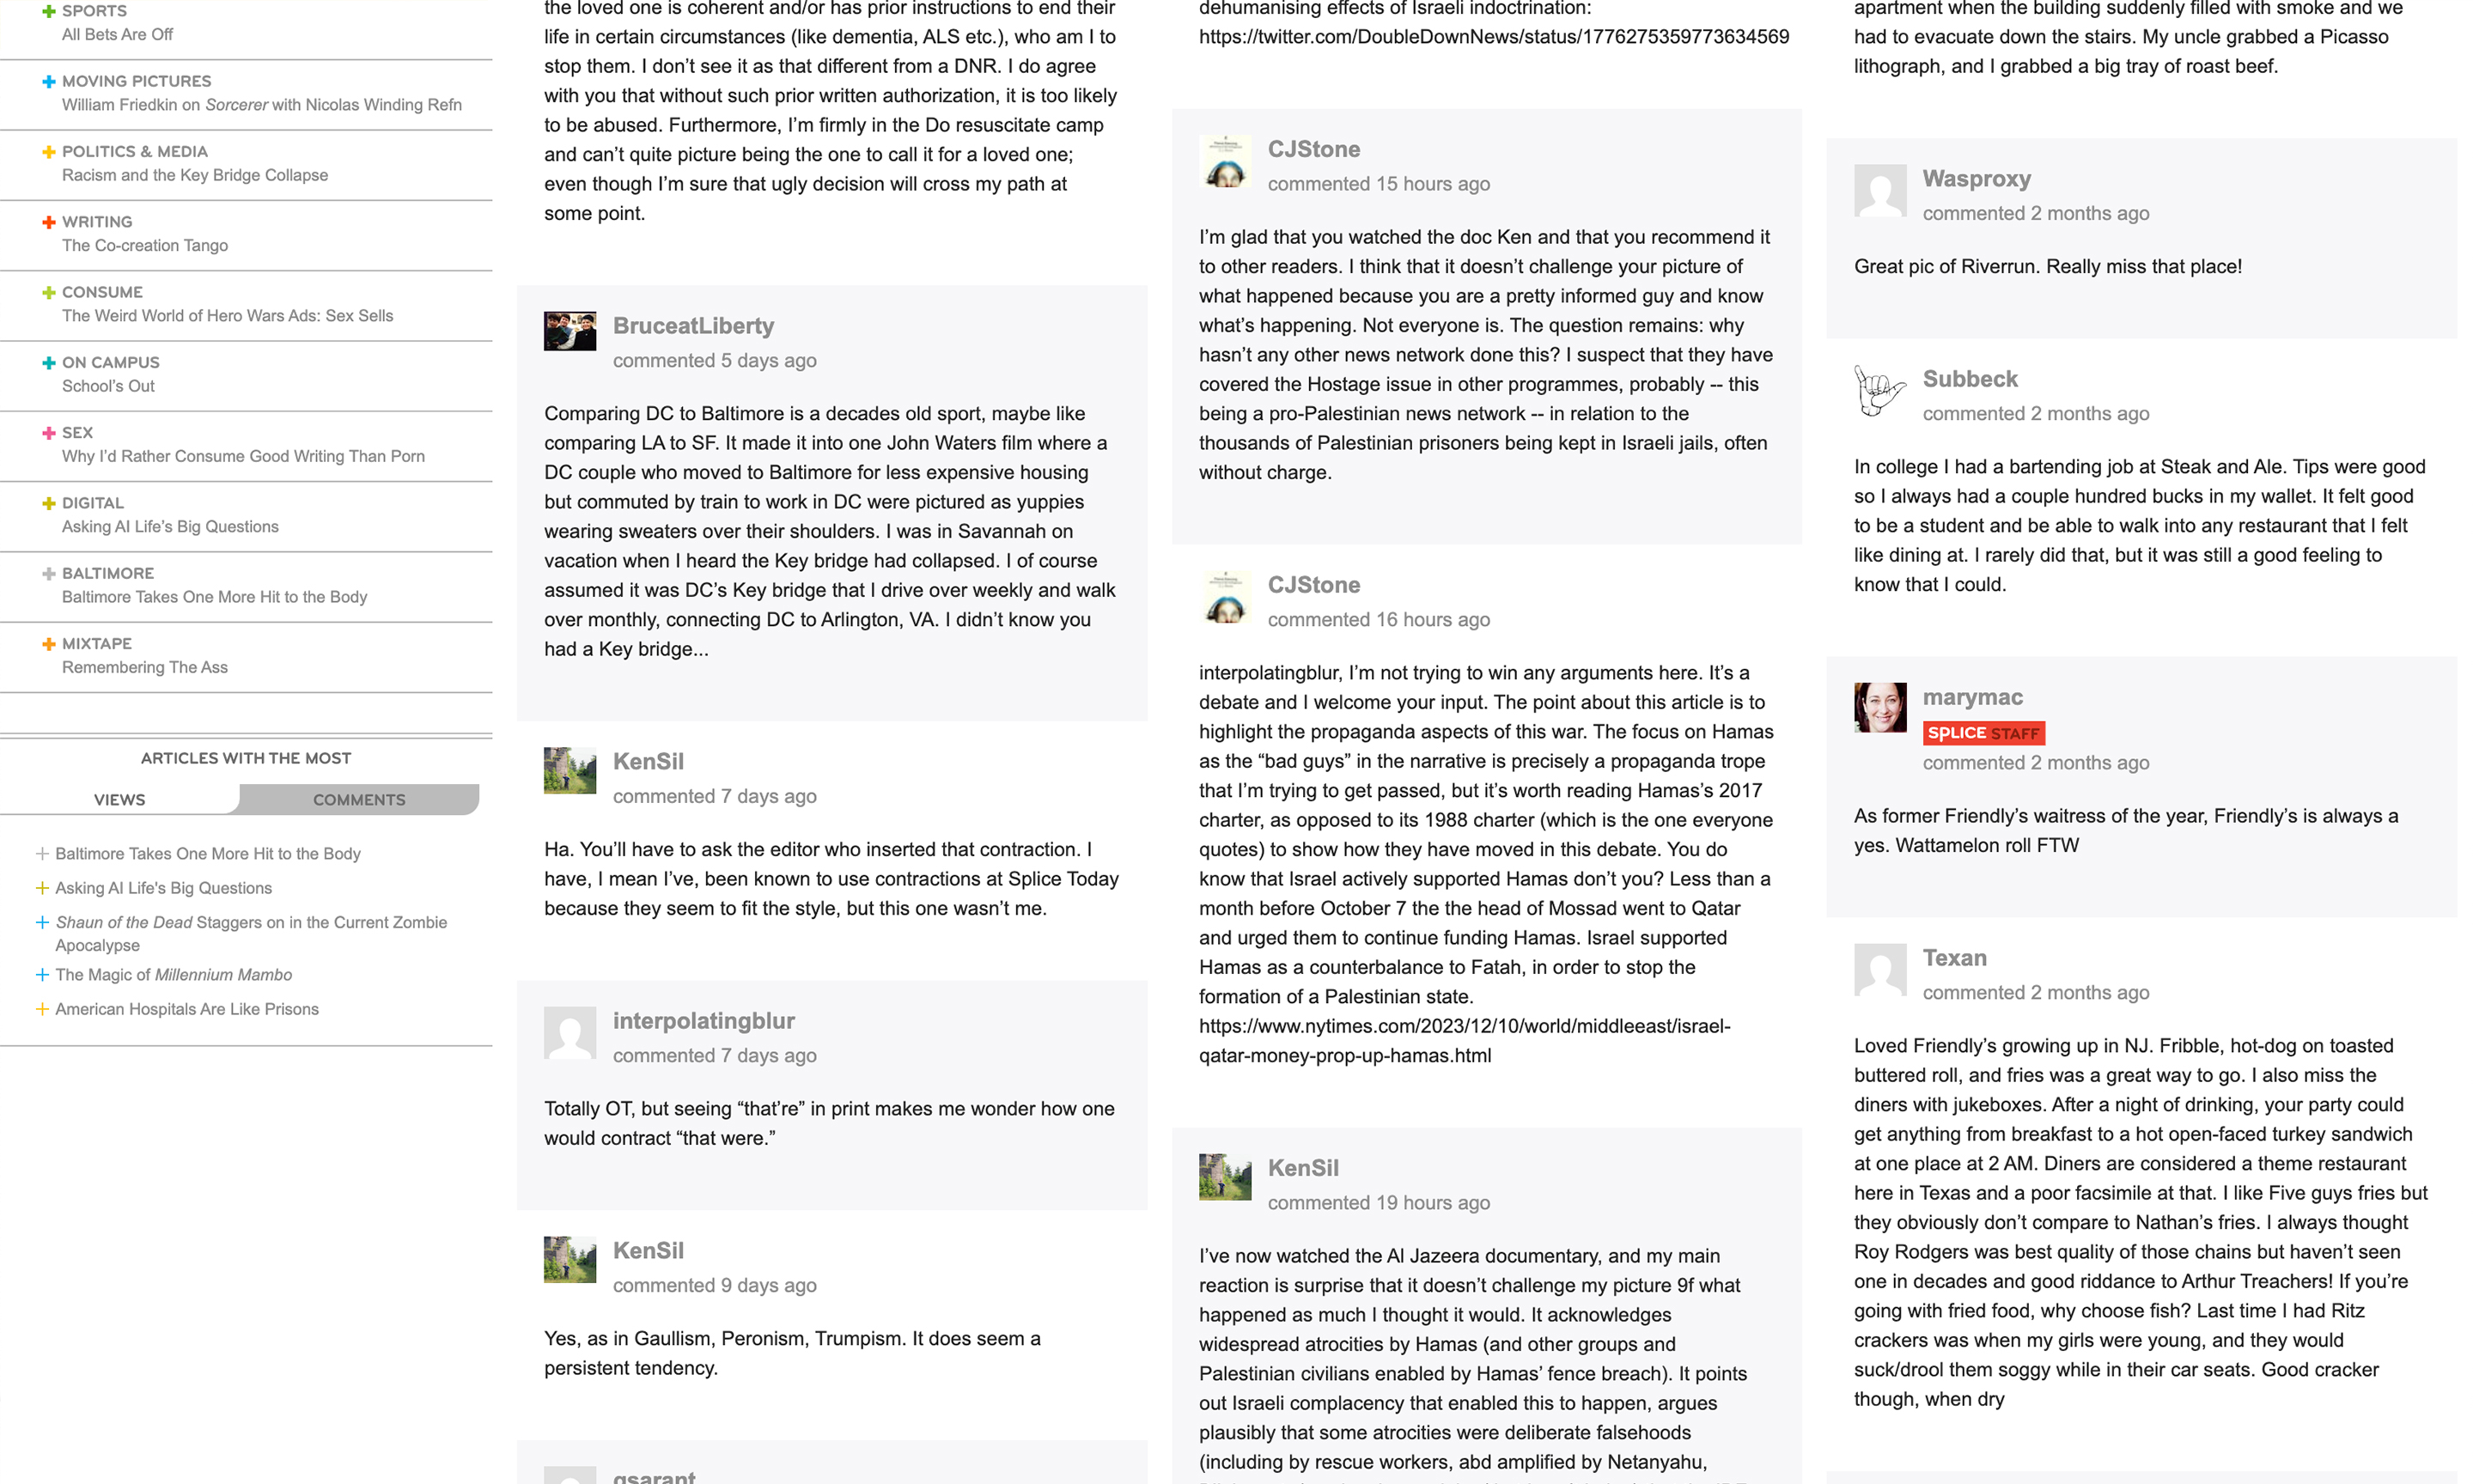 SPORTS
All Bets Are Off
MOVING PICTURES
William Friedkin on Sorcerer with Nicolas Winding Refn
POLITICS & MEDIA
Racism and the Key Bridge Collapse
WRITING
The Co-creation Tango
CONSUME
The Weird World of Hero Wars Ads: Sex Sells
ON CAMPUS
School’s Out
SEX
Why I’d Rather Consume Good Writing Than Porn
DIGITAL
Asking AI Life’s Big Questions
BALTIMORE
Baltimore Takes One More Hit to the Body
MIXTAPE
Remembering The Ass
ARTICLES WITH THE MOST
VIEWS
COMMENTS
Baltimore Takes One More Hit to the Body
Asking AI Life's Big Questions
Shaun of the Dead Staggers on in the Current Zombie
Apocalypse
The Magic of Millennium Mambo
American Hospitals Are Like Prisons
the loved one is coherent and/or has prior instructions to end their
life in certain circumstances (like dementia, ALS etc.), who am I to
stop them. I don’t see it as that different from a DNR. I do agree
with you that without such prior written authorization, it is too likely
to be abused. Furthermore, I’m firmly in the Do resuscitate camp
and can’t quite picture being the one to call it for a loved one;
even though I’m sure that ugly decision will cross my path at
some point.
BruceatLiberty
commented 5 days ago
Comparing DC to Baltimore is a decades old sport, maybe like
comparing LA to SF. It made it into one John Waters film where a
DC couple who moved to Baltimore for less expensive housing
but commuted by train to work in DC were pictured as yuppies
wearing sweaters over their shoulders. I was in Savannah on
vacation when I heard the Key bridge had collapsed. I of course
assumed it was DC’s Key bridge that I drive over weekly and walk
over monthly, connecting DC to Arlington, VA. I didn’t know you
had a Key bridge...
KenSil
commented 7 days ago
Ha. You’ll have to ask the editor who inserted that contraction. I
have, I mean I’ve, been known to use contractions at Splice Today
because they seem to fit the style, but this one wasn’t me.
interpolatingblur
commented 7 days ago
Totally OT, but seeing “that’re” in print makes me wonder how one
would contract “that were.”
KenSil
commented 9 days ago
Yes, as in Gaullism, Peronism, Trumpism. It does seem a
persistent tendency.
gsarant
dehumanising effects of Israeli indoctrination:
https://twitter.com/DoubleDownNews/status/1776275359773634569
CJStone
commented 15 hours ago
I’m glad that you watched the doc Ken and that you recommend it
to other readers. I think that it doesn’t challenge your picture of
what happened because you are a pretty informed guy and know
what’s happening. Not everyone is. The question remains: why
hasn’t any other news network done this? I suspect that they have
covered the Hostage issue in other programmes, probably -- this
being a pro-Palestinian news network -- in relation to the
thousands of Palestinian prisoners being kept in Israeli jails, often
without charge.
CJStone
commented 16 hours ago
interpolatingblur, I’m not trying to win any arguments here. It’s a
debate and I welcome your input. The point about this article is to
highlight the propaganda aspects of this war. The focus on Hamas
as the “bad guys” in the narrative is precisely a propaganda trope
that I’m trying to get passed, but it’s worth reading Hamas’s 2017
charter, as opposed to its 1988 charter (which is the one everyone
quotes) to show how they have moved in this debate. You do
know that Israel actively supported Hamas don’t you? Less than a
month before October 7 the the head of Mossad went to Qatar
and urged them to continue funding Hamas. Israel supported
Hamas as a counterbalance to Fatah, in order to stop the
formation of a Palestinian state.
https://www.nytimes.com/2023/12/10/world/middleeast/israel-
qatar-money-prop-up-hamas.html
KenSil
commented 19 hours ago
I’ve now watched the Al Jazeera documentary, and my main
reaction is surprise that it doesn’t challenge my picture 9f what
happened as much I thought it would. It acknowledges
widespread atrocities by Hamas (and other groups and
Palestinian civilians enabled by Hamas’ fence breach). It points
out Israeli complacency that enabled this to happen, argues
plausibly that some atrocities were deliberate falsehoods
(including by rescue workers, abd amplified by Netanyahu,
apartment when the building suddenly filled with smoke and we
had to evacuate down the stairs. My uncle grabbed a Picasso
lithograph, and I grabbed a big tray of roast beef.
Wasproxy
commented 2 months ago
Great pic of Riverrun. Really miss that place!
Subbeck
commented 2 months ago
In college I had a bartending job at Steak and Ale. Tips were good
so I always had a couple hundred bucks in my wallet. It felt good
to be a student and be able to walk into any restaurant that I felt
like dining at. I rarely did that, but it was still a good feeling to
know that I could.
marymac
SPLICE STAFF
commented 2 months ago
As former Friendly’s waitress of the year, Friendly’s is always a
yes. Wattamelon roll FTW
Texan
commented 2 months ago
Loved Friendly’s growing up in NJ. Fribble, hot-dog on toasted
buttered roll, and fries was a great way to go. I also miss the
diners with jukeboxes. After a night of drinking, your party could
get anything from breakfast to a hot open-faced turkey sandwich
at one place at 2 AM. Diners are considered a theme restaurant
here in Texas and a poor facsimile at that. I like Five guys fries but
they obviously don’t compare to Nathan’s fries. I always thought
Roy Rodgers was best quality of those chains but haven’t seen
one in decades and good riddance to Arthur Treachers! If you’re
going with fried food, why choose fish? Last time I had Ritz
crackers was when my girls were young, and they would
suck/drool them soggy while in their car seats. Good cracker
though, when dry